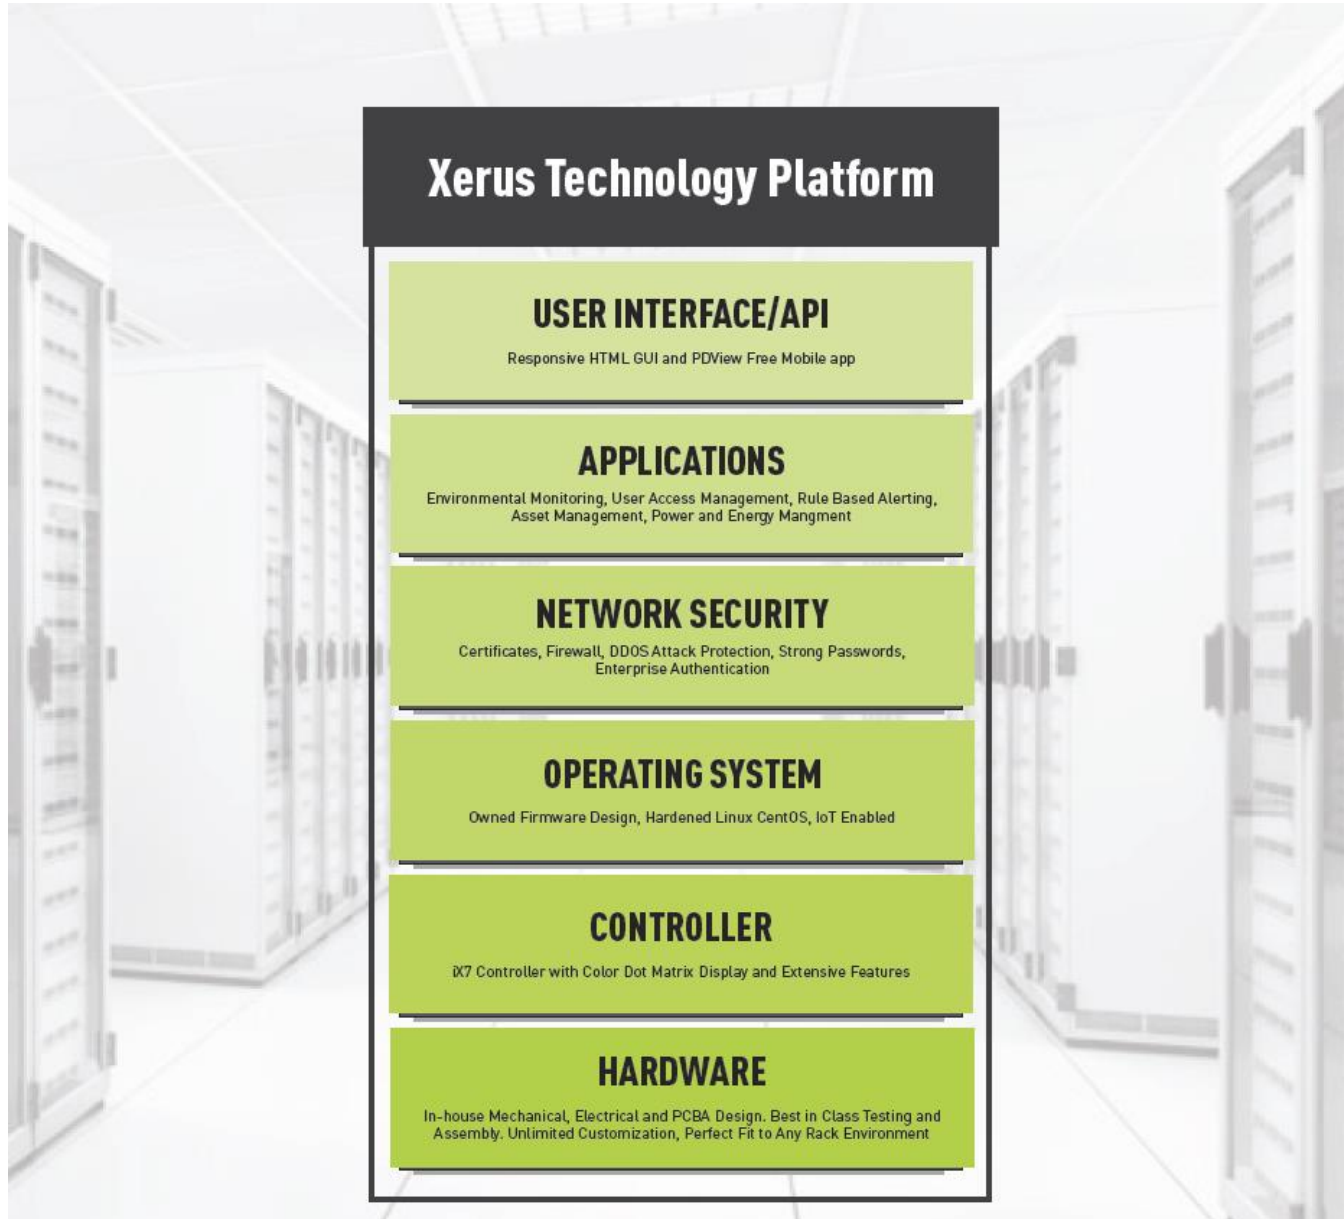 Xerus Technology Platform
USER INTERFACE/API
Responsive HTML GUI and PDView Free Mobile app
APPLICATIONS
Environmental Monitoring, User Access Management, Rule Based Alerting,
Asset Management, Power and Energy Mangment
NETWORK SECURITY
Certificates, Firewall, DDOS Attack Protection, Strong Passwords,
Enterprise Authentication
OPERATING SYSTEM
Owned Firmware Design, Hardened Linux CentOS, IoT Enabled
CONTROLLER
iX7 Controller with Color Dot Matrix Display and Extensive Features
HARDWARE
In-house Mechanical, Electrical and PCBA Design. Best in Class Testing and
Assembly. Unlimited Customization, Perfect Fit to Any Rack Environment